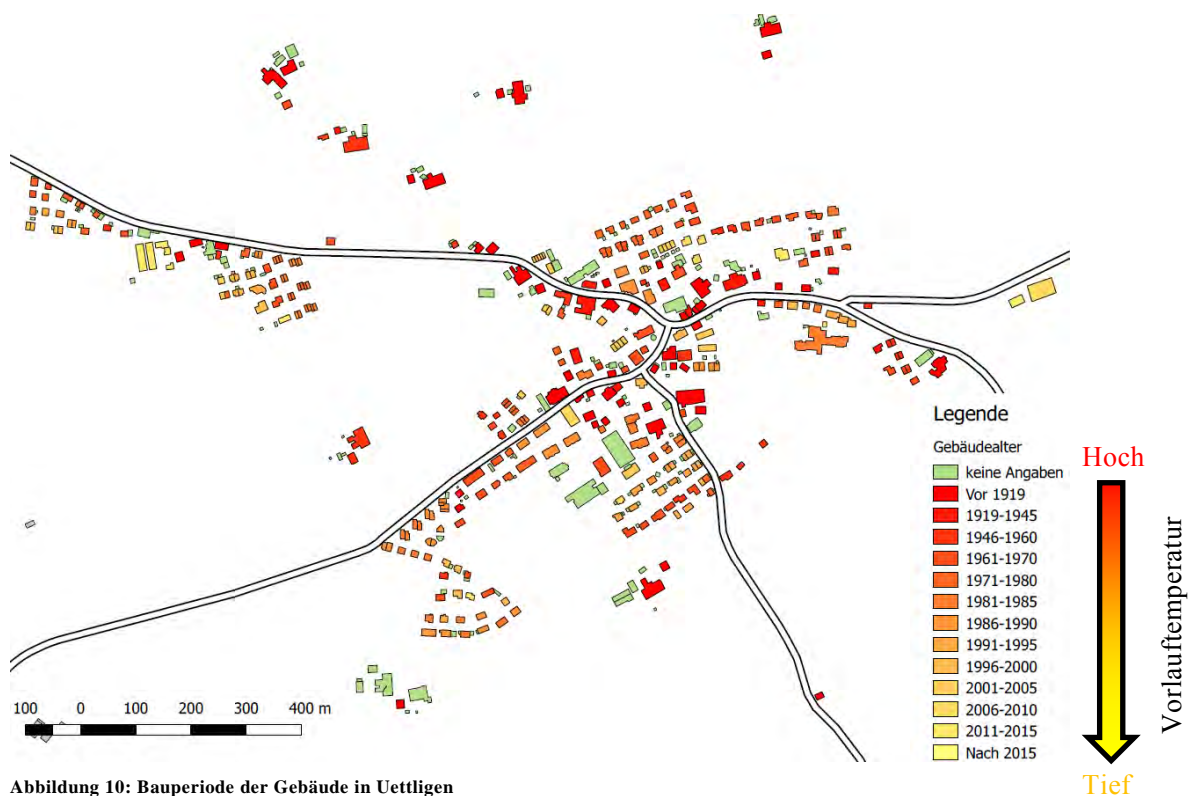 Legende
Gebäudealter
keine Angaben
Vor 1919
1919-1945
1946-1960
1961-1970
1971-1980
1981-1985
1986-1990
1991-1995
1996-2000
2001-2005
2006-2010
2011-2015
Nach 2015
Hoch
Vorlauftemperatur
Tief
100 0 100 200 300 400 m
Abbildung 10: Bauperiode der Gebäude in Uettligen